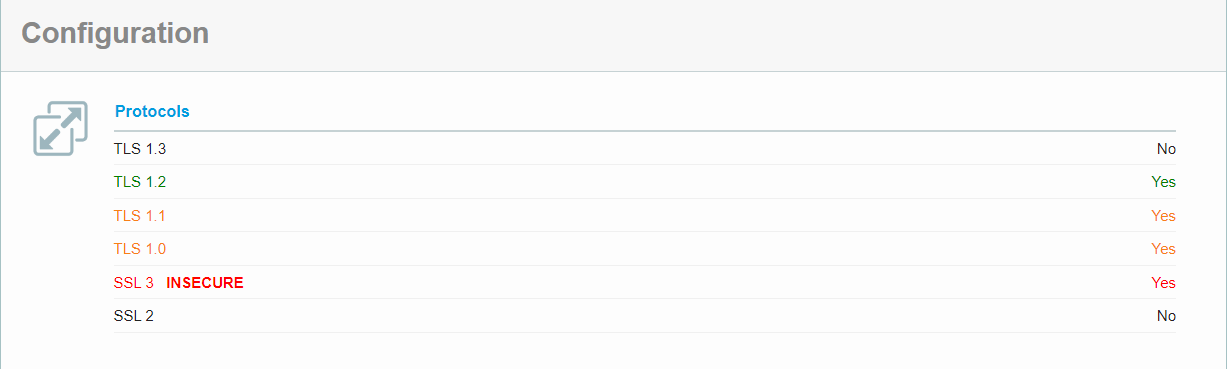 Configuration
Protocols
TLS 1.3 No
TLS 1.2 Yes
TLS 1.1 Yes
TLS 1.0 Yes
SSL 3 INSECURE Yes
SSL 2 No